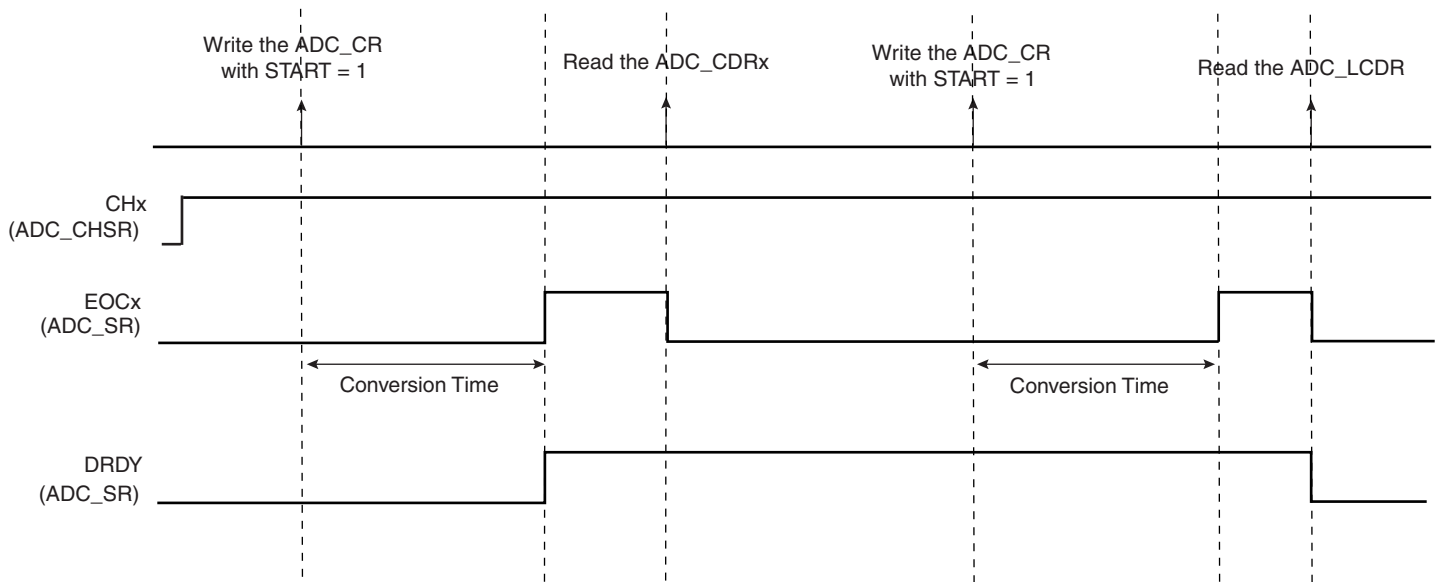 Write the ADC_CR
with START = 1
Read the ADC_CDRx
Write the ADC_CR
with START = 1
Read the ADC_LCDR
CHx
(ADC_CHSR)
EOCx
(ADC_SR)
Conversion Time
Conversion Time
DRDY
(ADC_SR)